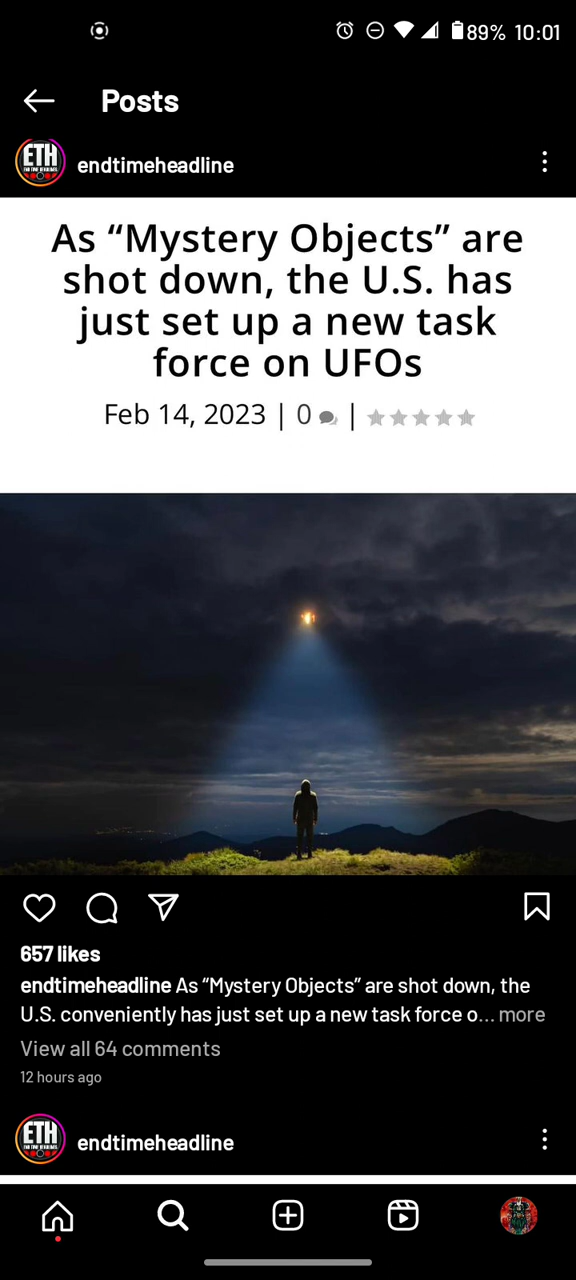 89% 10:01
Posts
ETH
endtimeheadline
As “Mystery Objects” are
shot down, the U.S. has
just set up a new task
force on UFOs
Feb 14, 2023 | 0 |
657 likes
endtimeheadline As “Mystery Objects” are shot down, the
U.S. conveniently has just set up a new task force o... more
View all 64 comments
12 hours ago
ETH
endtimeheadline